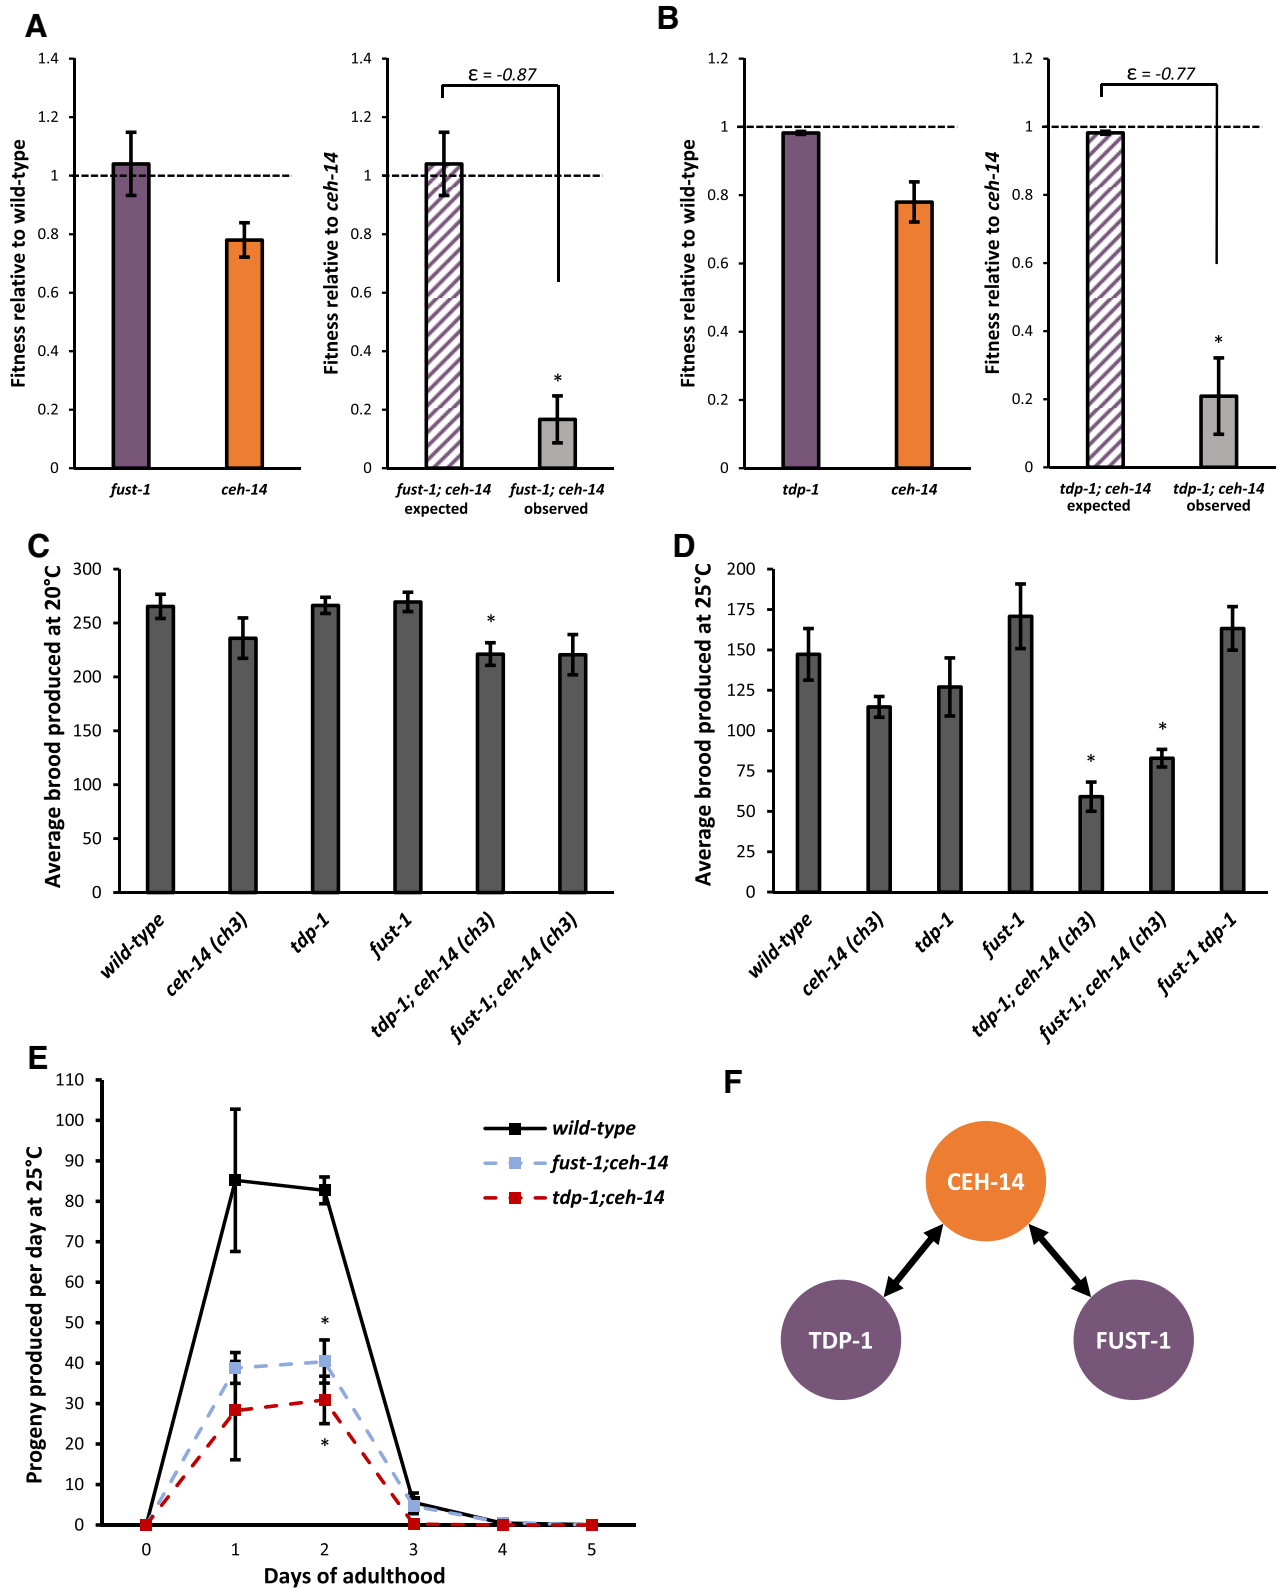 A
Fitness relative to wild-type
1.4
1.2
1
0.8
0.6
0.4
0.2
0
fust-1
ceh-14
Fitness relative to ceh-14
1.4
1.2
1
0.8
0.6
0.4
0.2
0
ε = -0.87
*
fust-1; ceh-14
expected
fust-1; ceh-14
observed
B
Fitness relative to wild-type
1.2
1
0.8
0.6
0.4
0.2
0
tdp-1
ceh-14
Fitness relative to ceh-14
1.2
1
0.8
0.6
0.4
0.2
0
ε = -0.77
*
tdp-1; ceh-14
expected
tdp-1; ceh-14
observed
C
Average brood produced at 20°C
300
250
200
150
100
50
0
*
wild-type
ceh-14 (ch3)
tdp-1
fust-1
tdp-1; ceh-14 (ch3)
fust-1; ceh-14 (ch3)
D
Average brood produced at 25°C
200
175
150
125
100
75
50
25
0
*
*
wild-type
ceh-14 (ch3)
tdp-1
fust-1
tdp-1; ceh-14 (ch3)
fust-1; ceh-14 (ch3)
fust-1 tdp-1
E
Progeny produced per day at 25°C
110
100
90
80
70
60
50
40
30
20
10
0
wild-type
fust-1;ceh-14
tdp-1;ceh-14
*
*
0
1
2
3
4
5
Days of adulthood
F
CEH-14
TDP-1
FUST-1